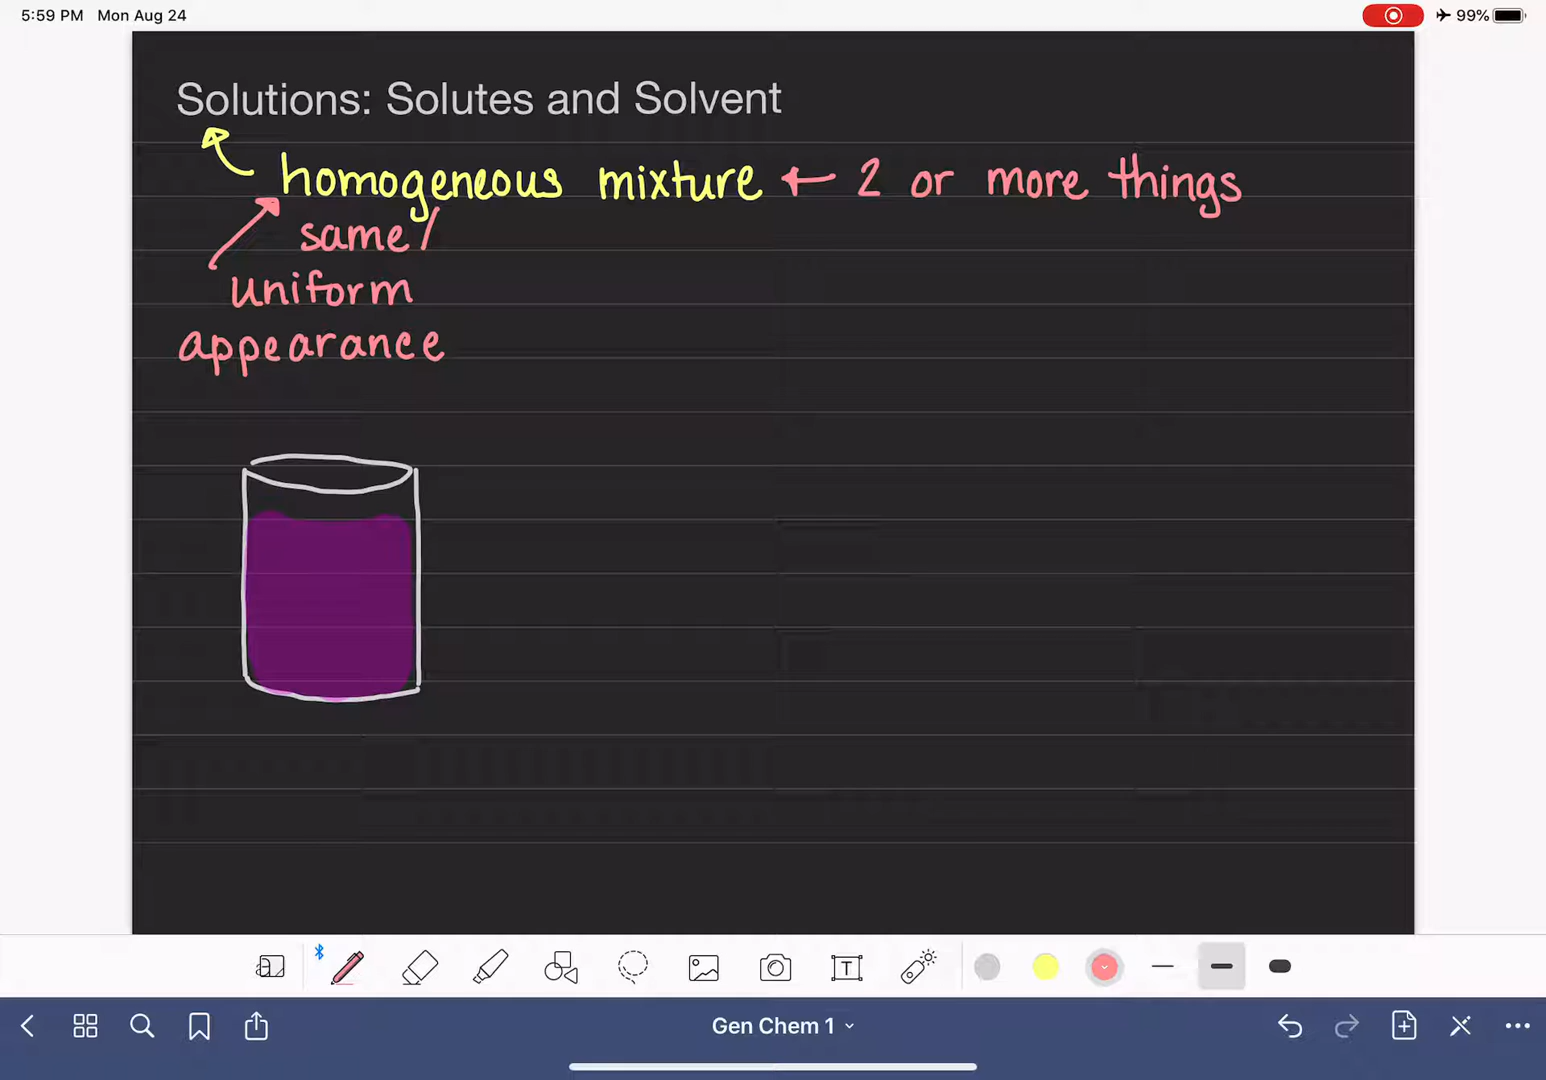 5:59 PM Mon Aug 24
99%
Solutions: Solutes and Solvent
homogeneous mixture ← 2 or more things
same/
uniform
appearance
T
Gen Chem 1